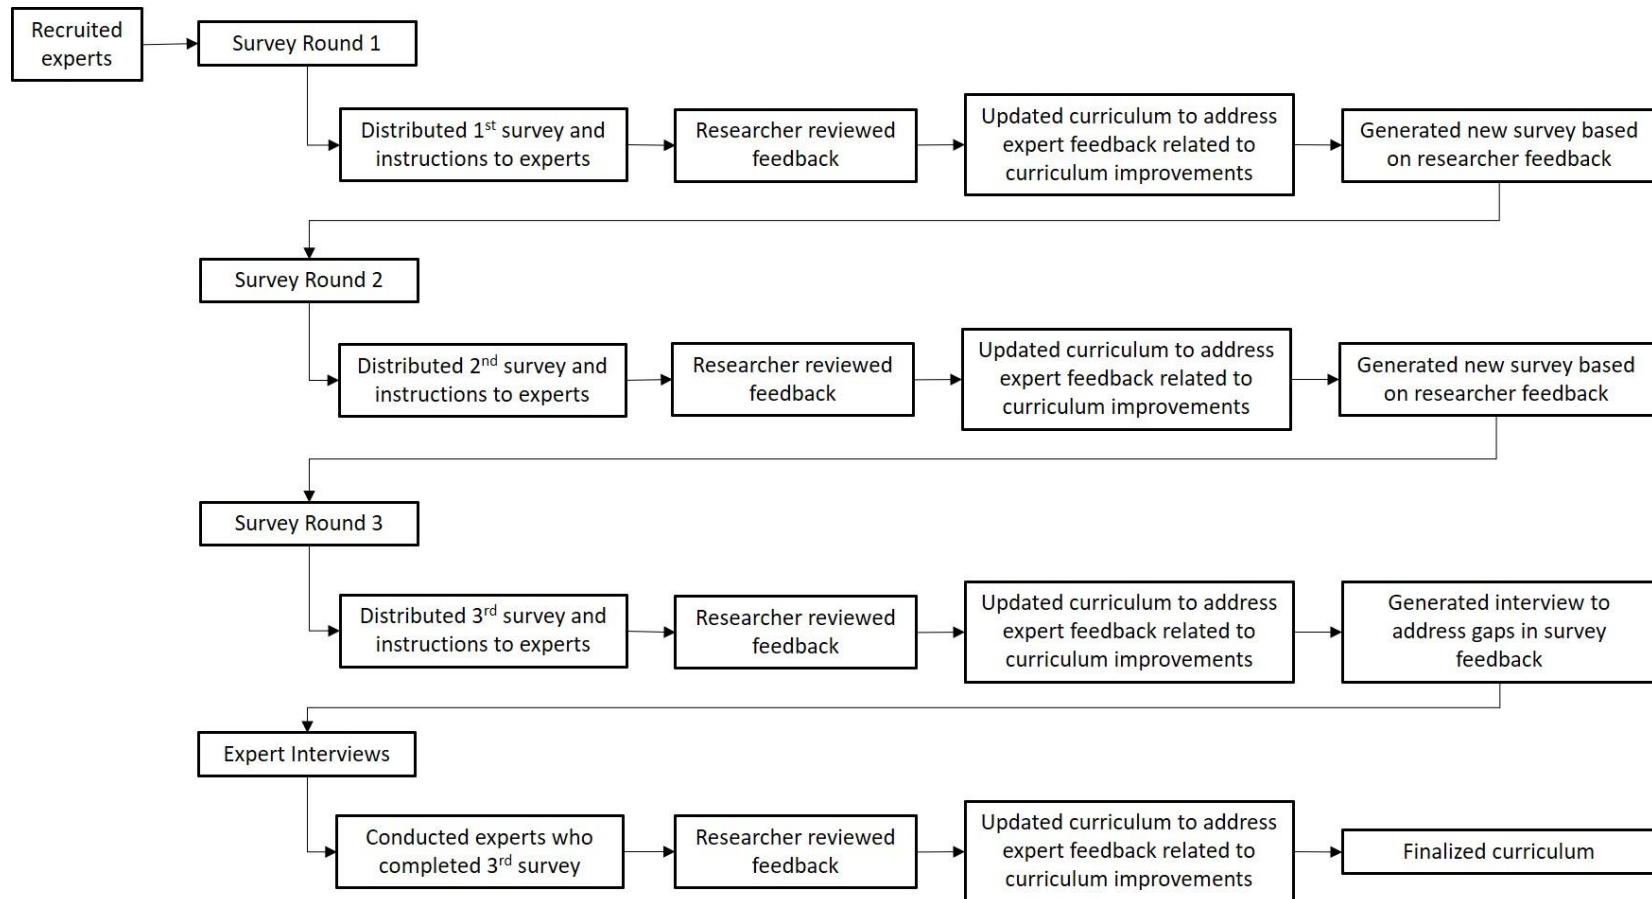 Recruited
experts
Survey Round 1
Distributed 1st survey and
instructions to experts
Researcher reviewed
feedback
Updated curriculum to address
expert feedback related to
curriculum improvements
Generated new survey based
on researcher feedback
Survey Round 2
Distributed 2nd survey and
instructions to experts
Researcher reviewed
feedback
Updated curriculum to address
expert feedback related to
curriculum improvements
Generated new survey based
on researcher feedback
Survey Round 3
Distributed 3rd survey and
instructions to experts
Researcher reviewed
feedback
Updated curriculum to address
expert feedback related to
curriculum improvements
Generated interview to
address gaps in survey
feedback
Expert Interviews
Conducted experts who
completed 3rd survey
Researcher reviewed
feedback
Updated curriculum to address
expert feedback related to
curriculum improvements
Finalized curriculum